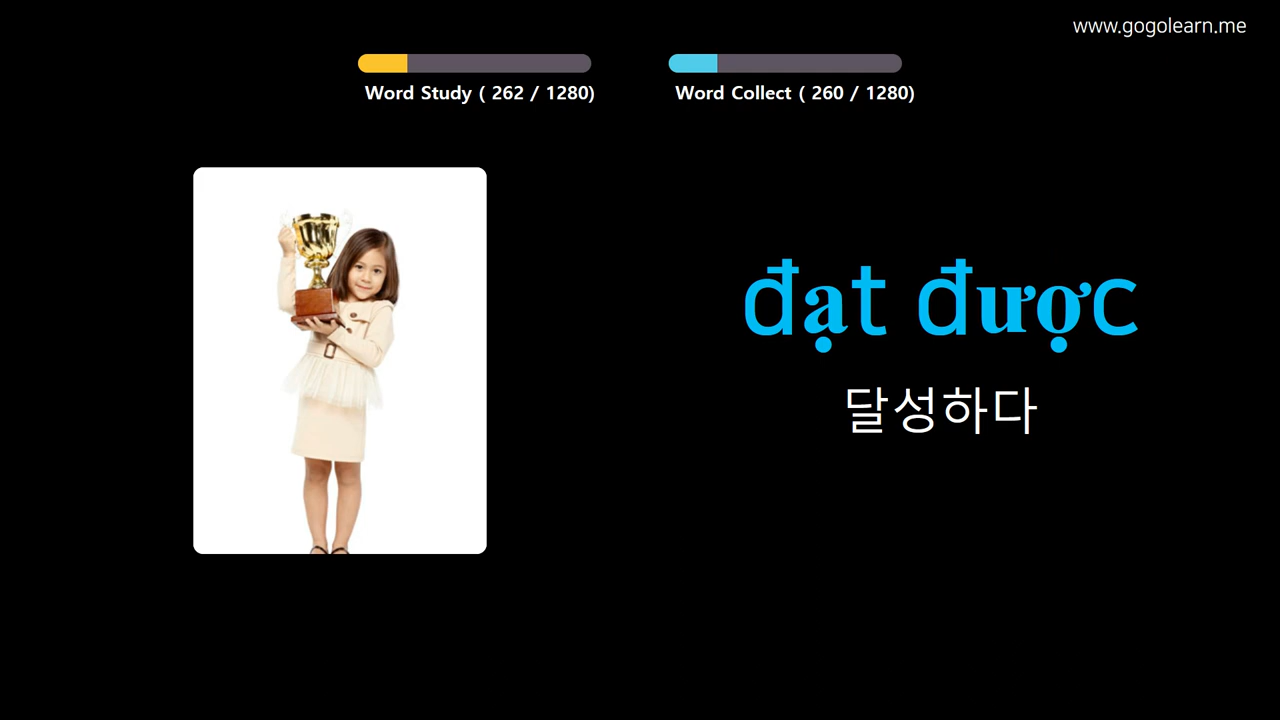 www.gogolearn.me
Word Study ( 262 / 1280)
Word Collect ( 260 / 1280)
đạt được
달성하다